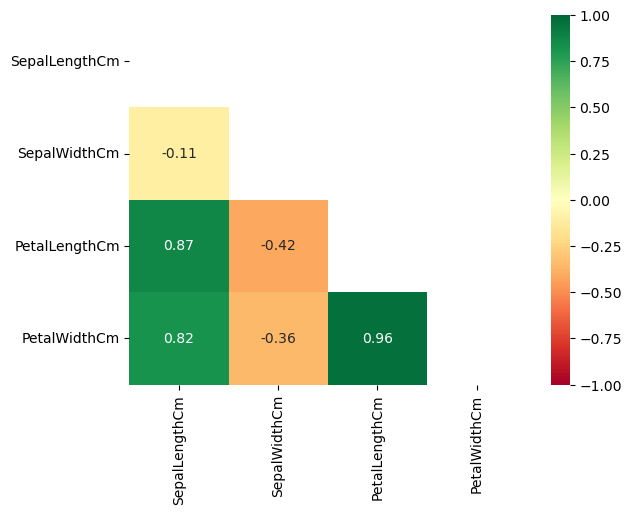 SepalLengthCm
SepalWidthCm
-0.11
PetalLengthCm
0.87
-0.42
PetalWidthCm
0.82
-0.36
0.96
SepalLengthCm
SepalWidthCm
PetalLengthCm
PetalWidthCm
1.00
0.75
0.50
0.25
0.00
−0.25
−0.50
−0.75
−1.00